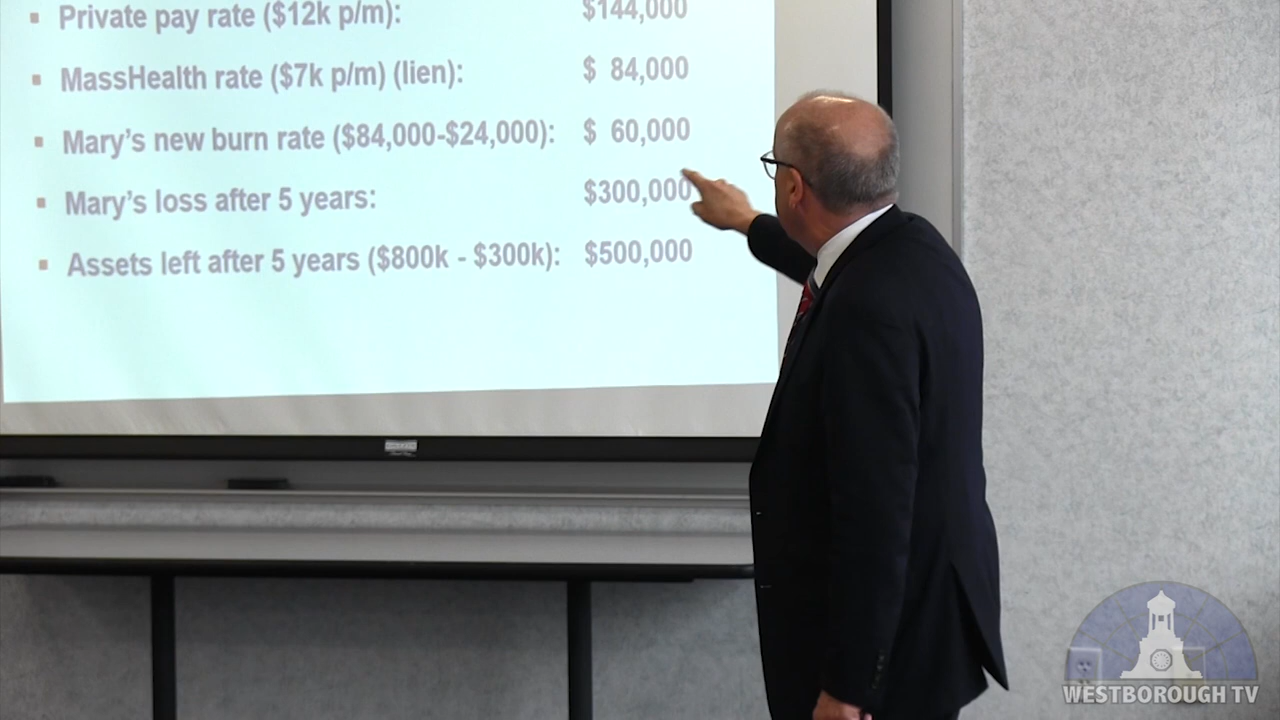 ▪ Private pay rate ($12k p/m): $144,000
▪ MassHealth rate ($7k p/m) (lien): $ 84,000
▪ Mary's new burn rate ($84,000-$24,000): $ 60,000
▪ Mary's loss after 5 years: $300,000
▪ Assets left after 5 years ($800k - $300k): $500,000
WESTBOROUGH TV